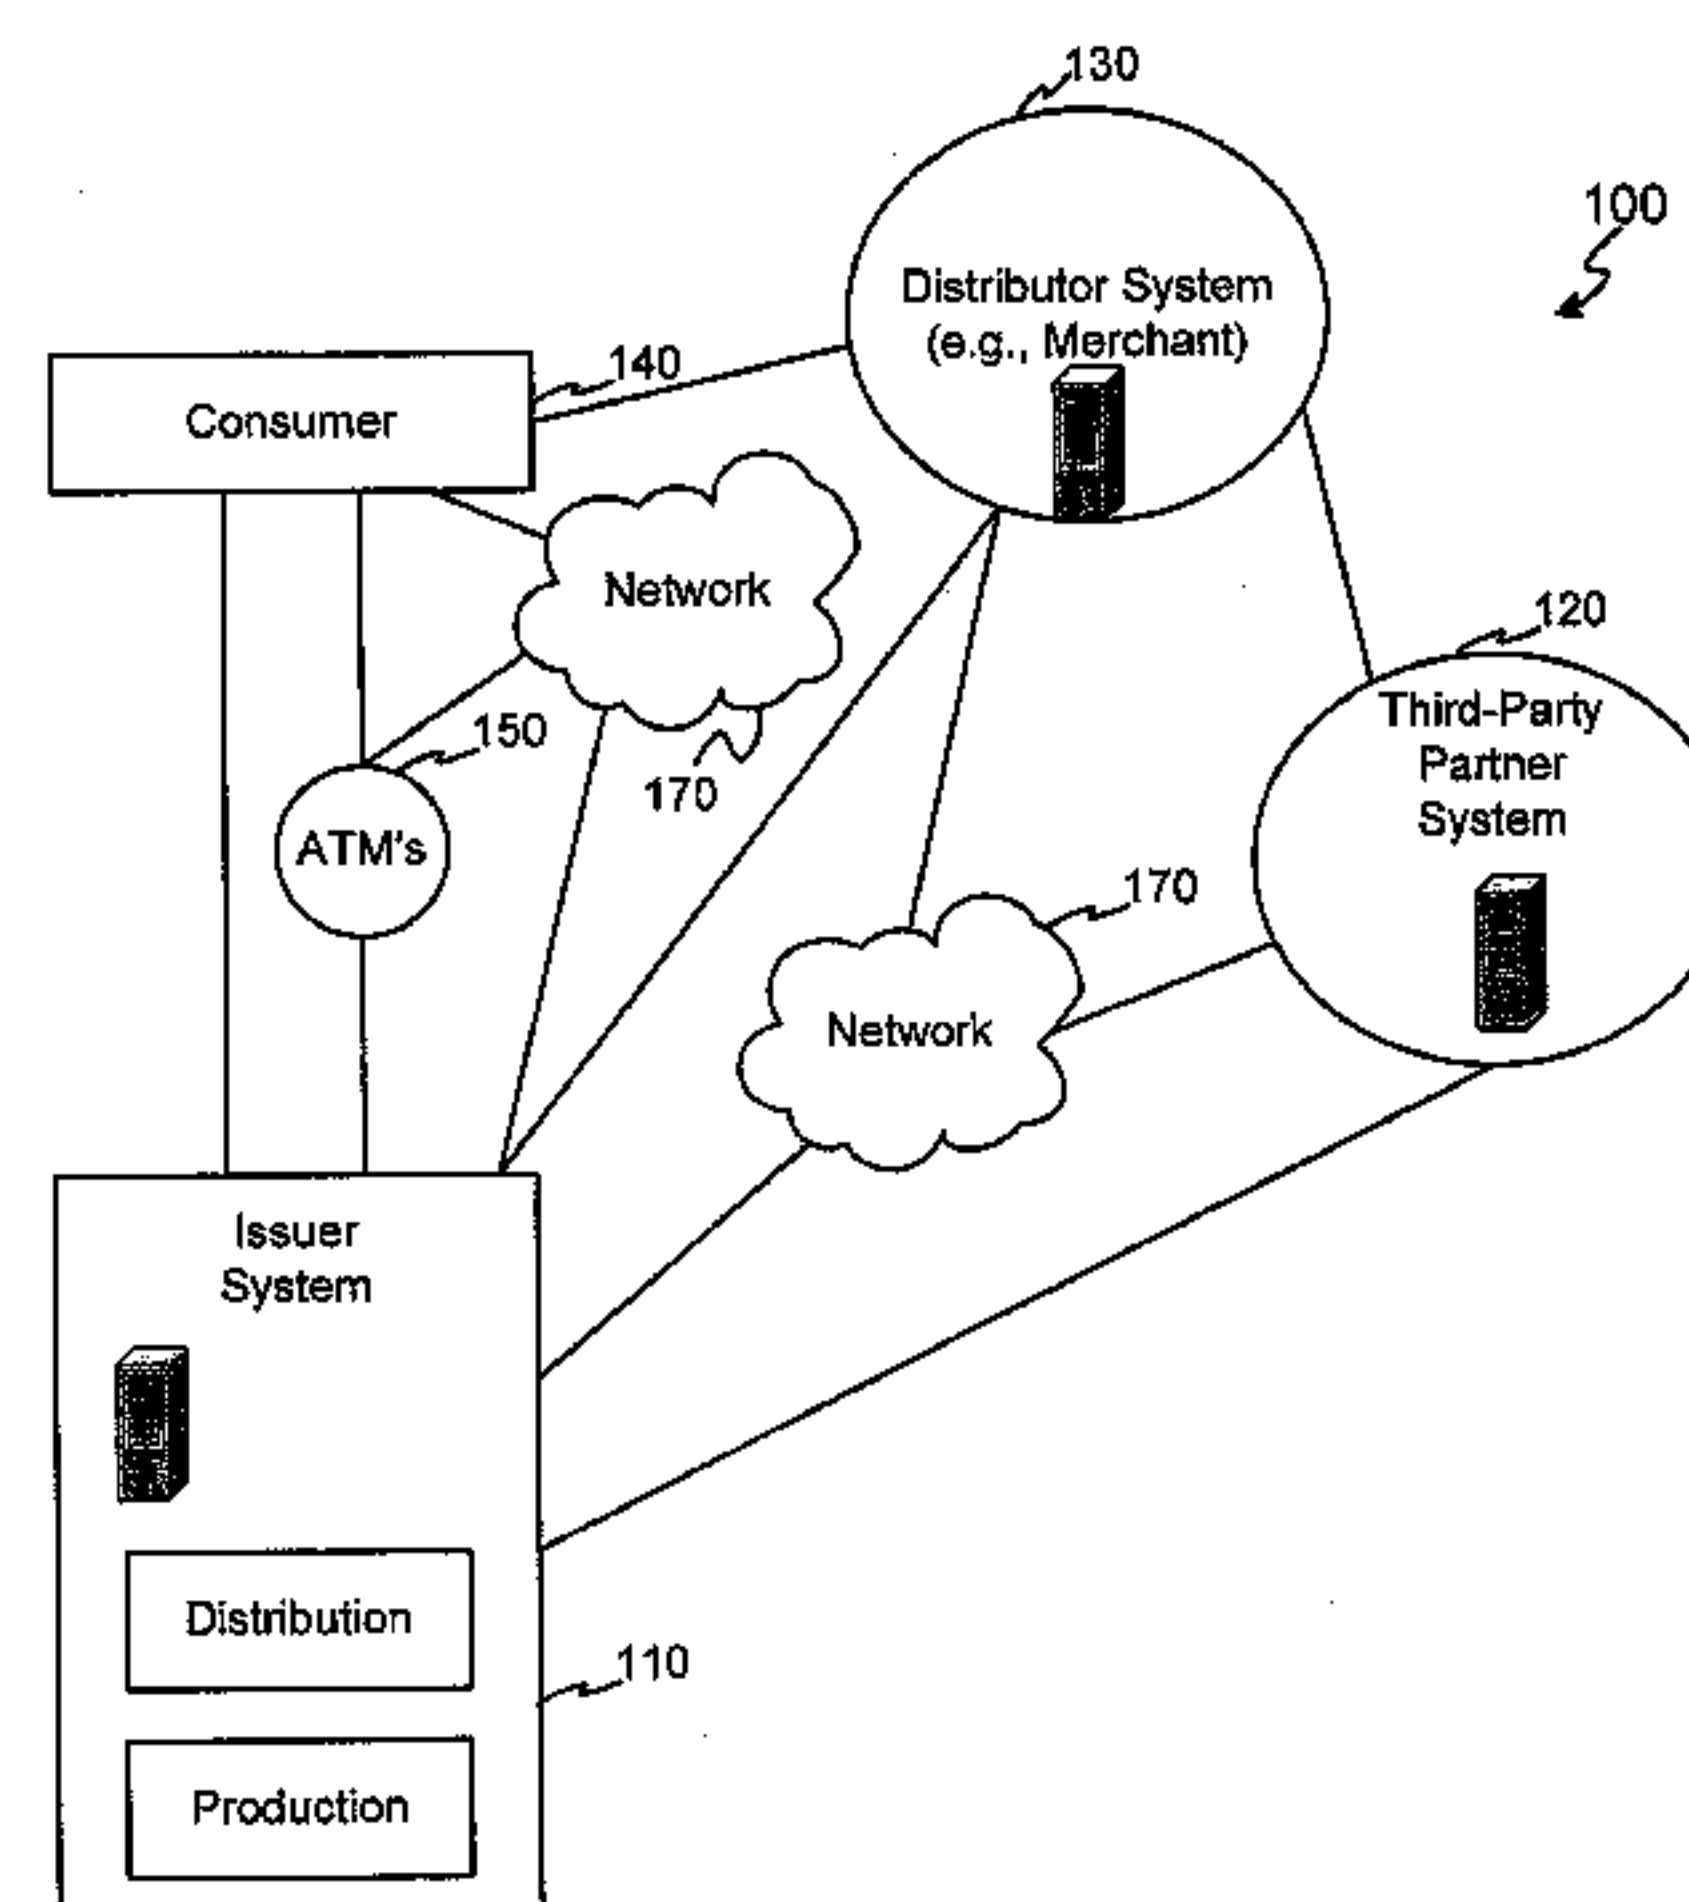 130
100
Distributor System
(e.g., Merchant)
140
Consumer
Network
120
Third-Party
Partner
System
150
170
ATM's
170
Network
Issuer
System
Distribution
110
Production